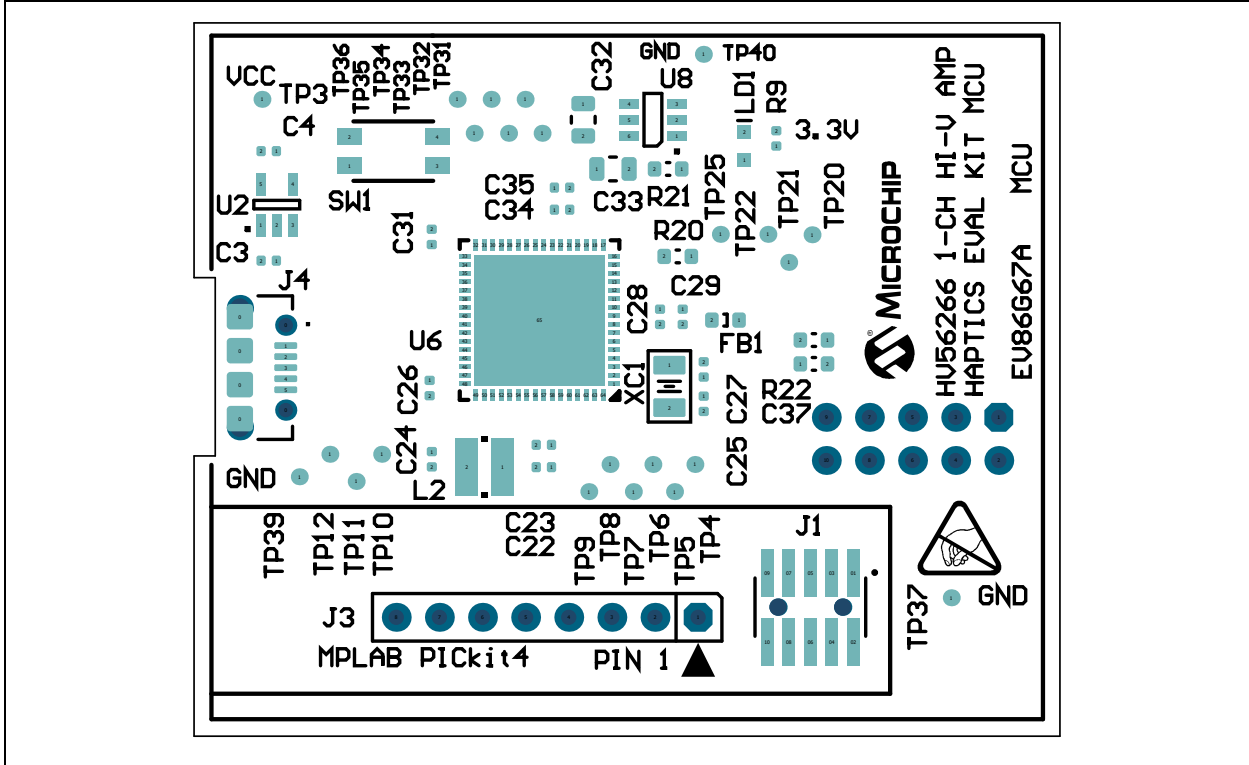 GND
TP40
VCC
TP3
C4
TP36
TP35
TP34
TP33
TP32
TP31
C32
U8
LD1
R9
3.3V
U2
SW1
C35
C34
C33
R21
TP25
TP22
TP21
TP20
C3
J4
C31
R20
C29
C28
U6
FB1
XC1
C26
C27
R22
C37
C24
C25
L2
GND
MICROCHIP
®
HV56266 1-CH HI-V AMP
HAPTICS EVAL KIT MCU
EV86G67A MCU
TP39
TP12
TP11
TP10
C23
C22
TP9
TP8
TP7
TP6
TP5
TP4
J1
TP37
GND
J3
MPLAB PICkit4
PIN 1